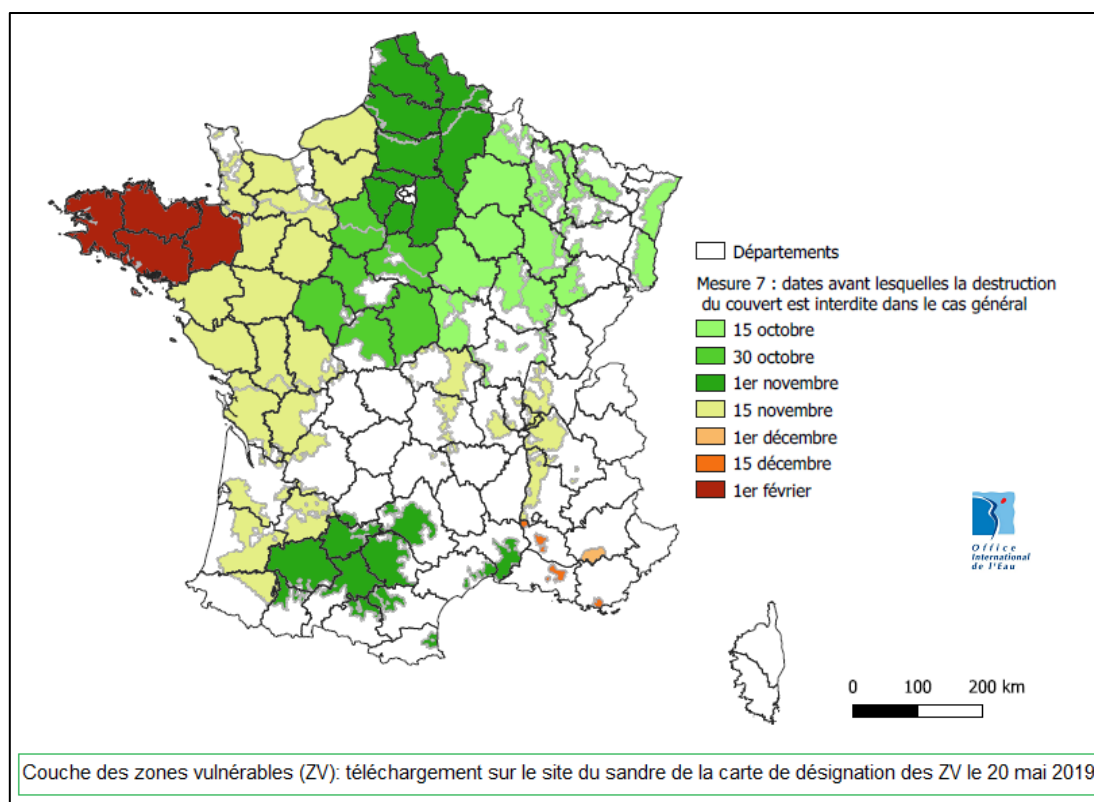 Départements
Mesure 7 : dates avant lesquelles la destruction
du couvert est interdite dans le cas général
15 octobre
30 octobre
1er novembre
15 novembre
1er décembre
15 décembre
1er février
Office
International
de l'Eau
0 100 200 km
Couche des zones vulnérables (ZV): téléchargement sur le site du sandre de la carte de désignation des ZV le 20 mai 2019